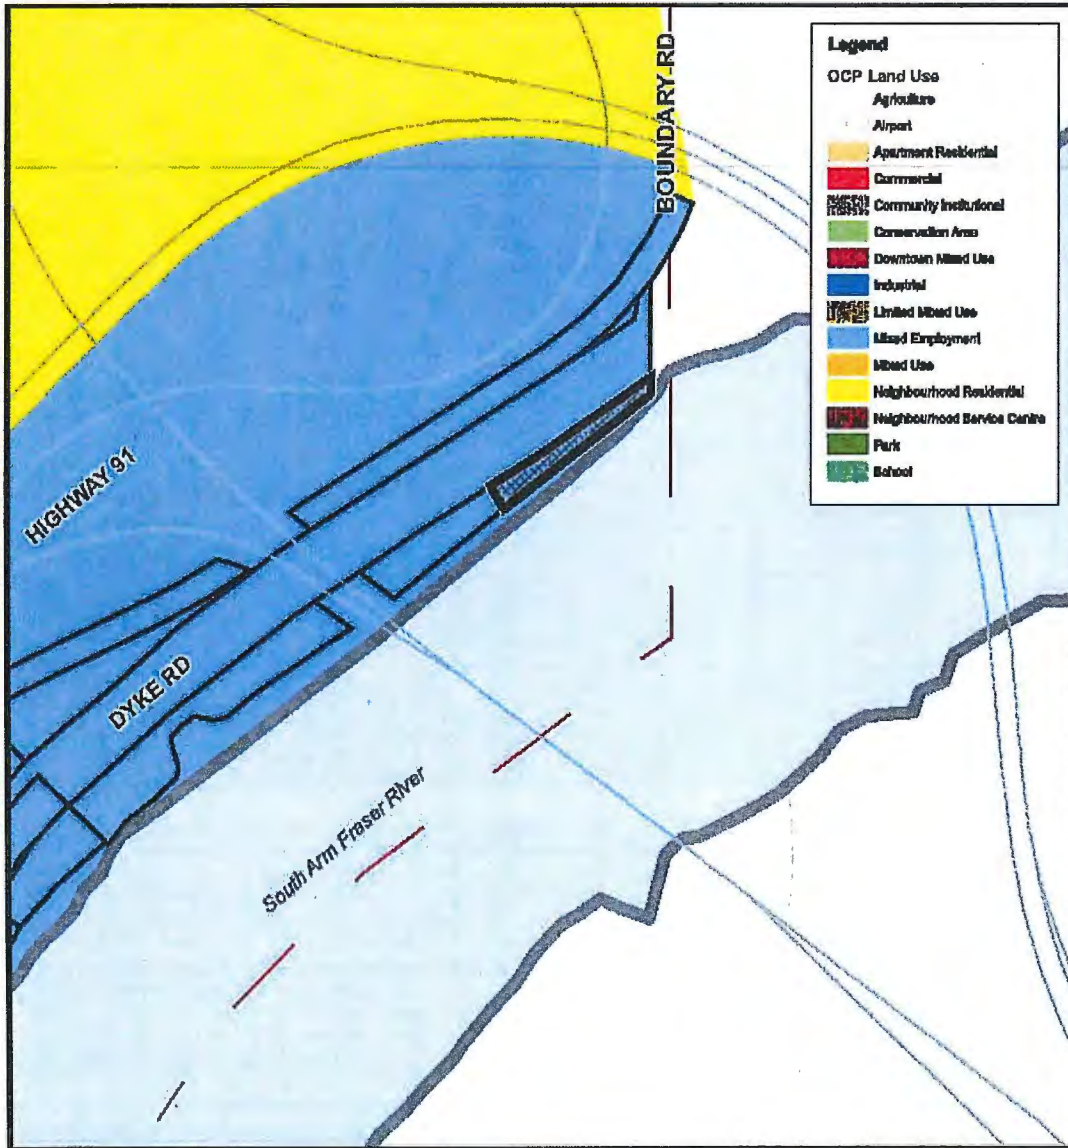 BOUNDARY RD
Legend
OCP Land Use
Agriculture
Airport
Apartment Residential
Commercial
Community Institutional
Conservation Area
Downtown Mixed Use
Industrial
Limited Mixed Use
Mixed Employment
Mixed Use
Neighbourhood Residential
Neighbourhood Service Centre
Park
School
HIGHWAY 91
DYKE RD
South Arm Fraser River